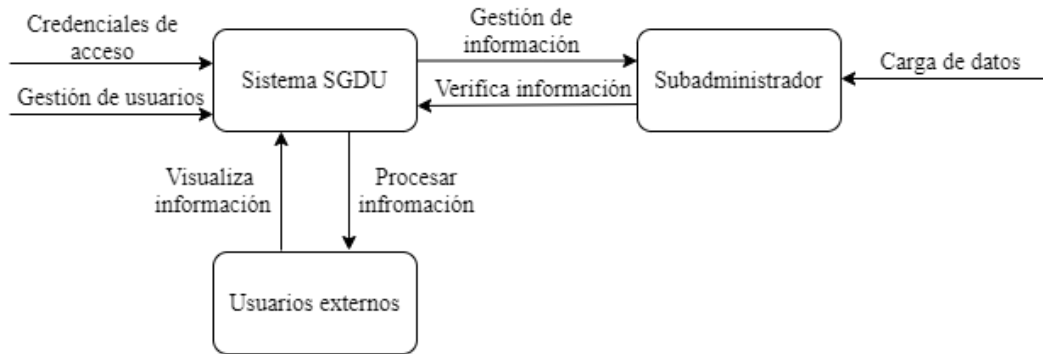 Credenciales de
acceso
Gestión de usuarios
Sistema SGDU
Gestión de
información
Verifica información
Subadministrador
Carga de datos
Visualiza
información
Procesar
infromación
Usuarios externos